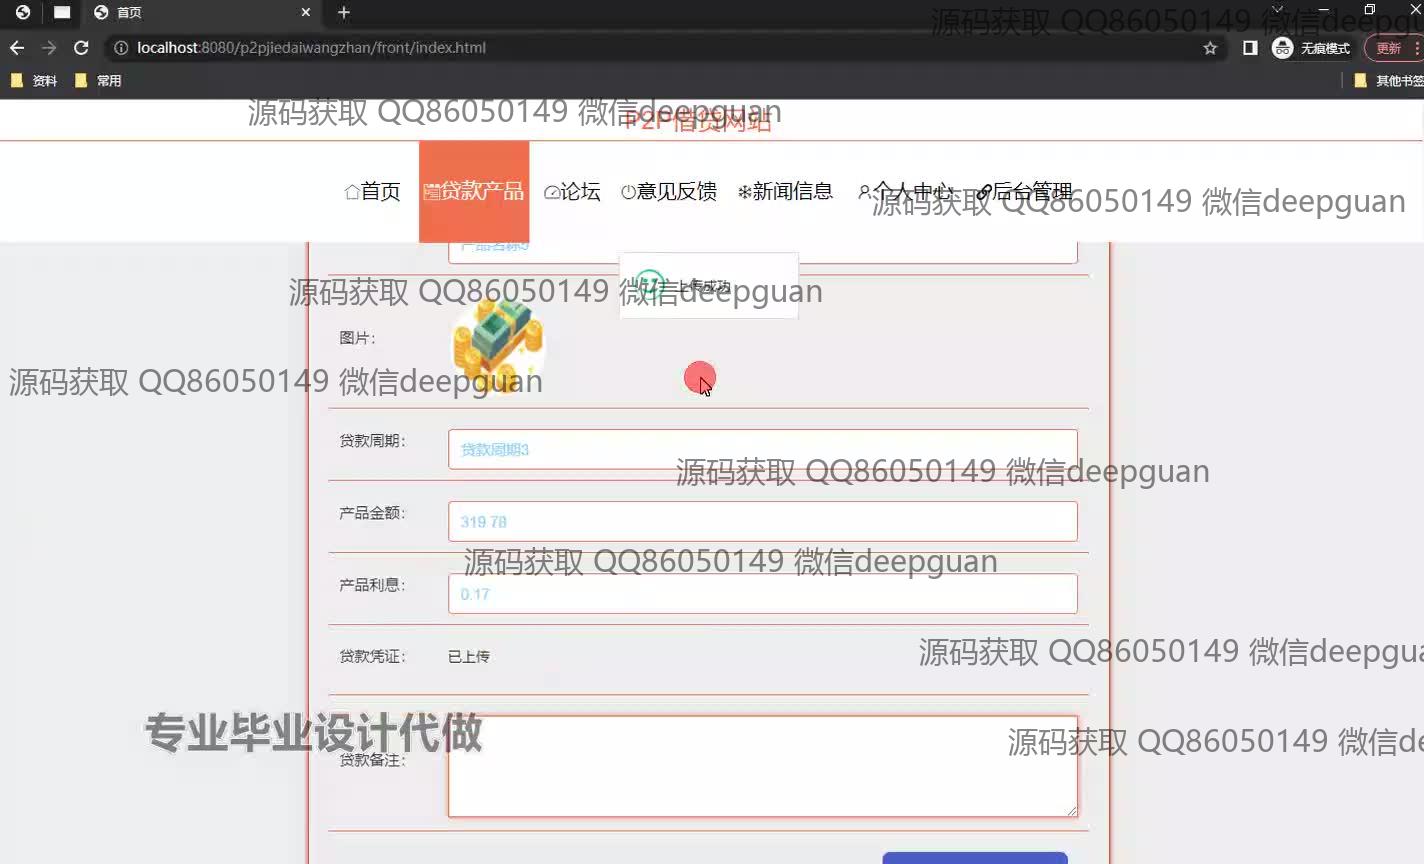 首页
localhost:8080/p2pjiedaiwangzhan/front/index.html
无痕模式
更新
资料
常用
其他书签
源码获取 QQ86050149 微信deepgu
源码获取 QQ86050149 微信deepguan
P2P借贷网站
首页
贷款产品
论坛
意见反馈
新闻信息
个人中心
后台管理
源码获取 QQ86050149 微信deepguan
产品名称5
上传成功
源码获取 QQ86050149 微信deepguan
图片：
源码获取 QQ86050149 微信deepguan
贷款周期：
贷款周期3
源码获取 QQ86050149 微信deepguan
产品金额：
319.78
源码获取 QQ86050149 微信deepguan
产品利息：
0.17
贷款凭证：
已上传
源码获取 QQ86050149 微信deepgua
专业毕业设计代做
源码获取 QQ86050149 微信de
贷款备注：